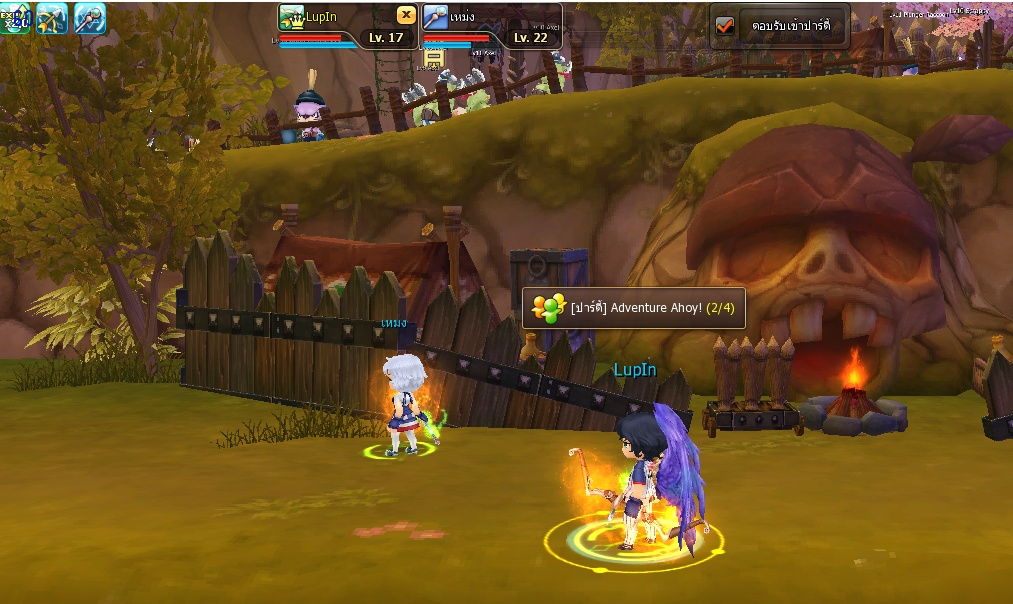 LupIn
Lv. 17
เหม่ง
Lv. 22
ตอบรับเข้าปาร์ตี้
[ปาร์ตี้] Adventure Ahoy! (2/4)
เหม่ง
LupIn